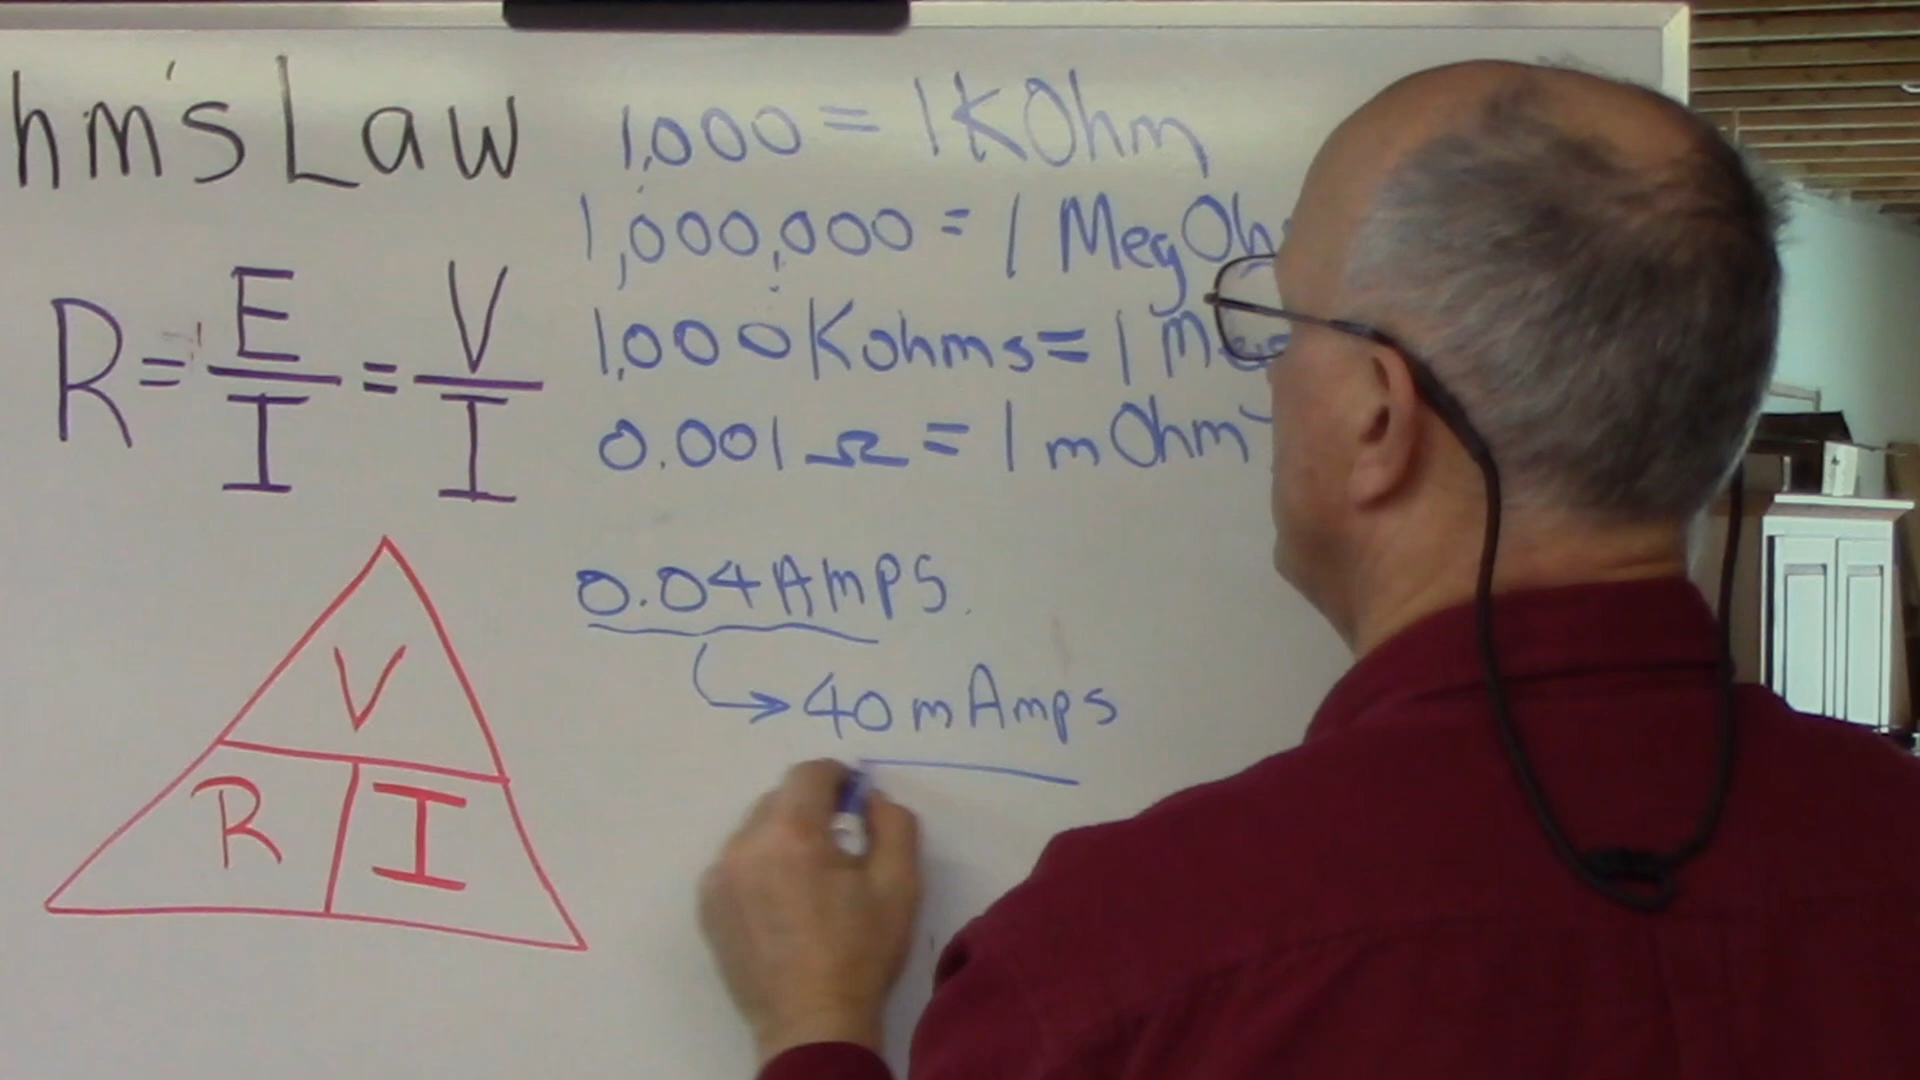 hm's Law
R = E/I = V/I
V
R I
1,000 = 1 KOhm
1,000,000 = 1 Meg
1,000 Kohms = 1
0.001 Ω = 1 mOhm
0.04 Amps
→ 40 mAmps